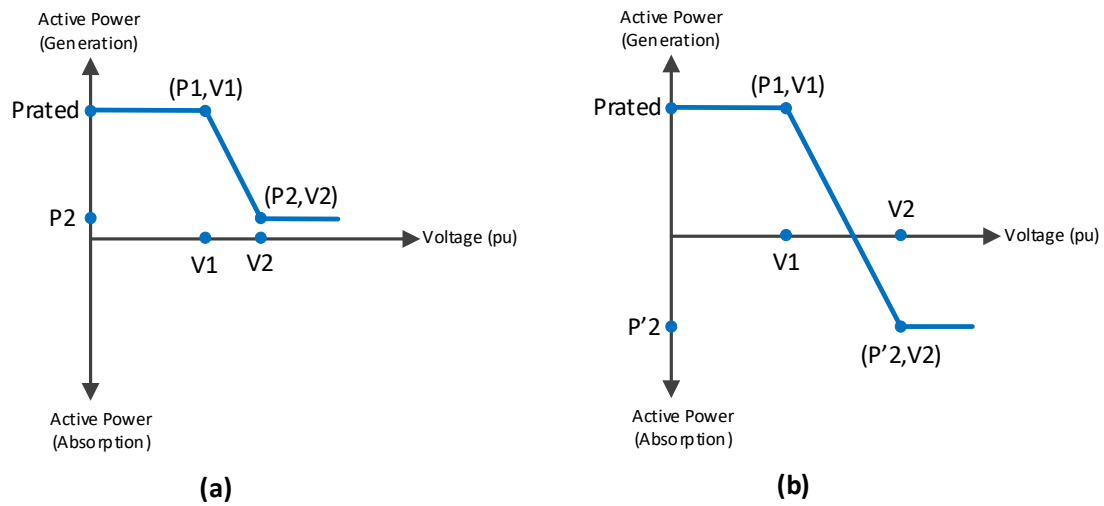 Active Power
(Generation)
(P1,V1)
Prated
(P2,V2)
P2
Voltage (pu)
V1
V2
Active Power
(Absorption)
(a)
Active Power
(Generation)
(P1,V1)
Prated
V2
Voltage (pu)
V1
P'2
(P'2,V2)
Active Power
(Absorption)
(b)